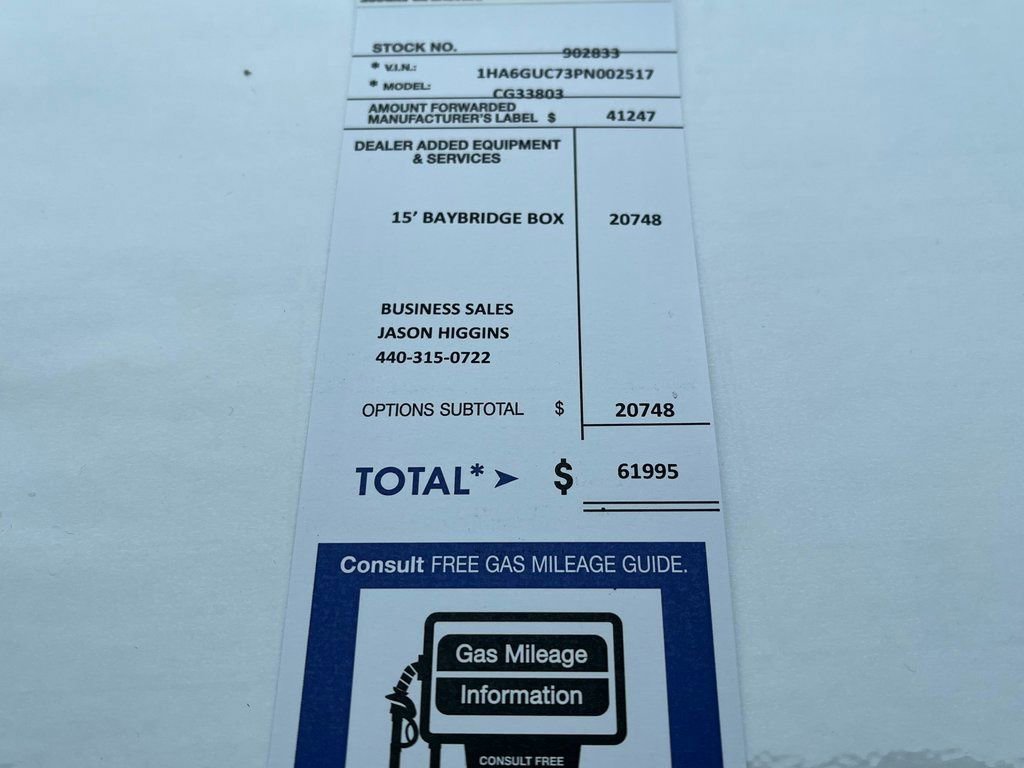 STOCK NO. 902833
* V.I.N.: 1HA6GUC73PN002517
* MODEL: CG33803
AMOUNT FORWARDED
MANUFACTURER'S LABEL $ 41247
DEALER ADDED EQUIPMENT
& SERVICES
15' BAYBRIDGE BOX 20748
BUSINESS SALES
JASON HIGGINS
440-315-0722
OPTIONS SUBTOTAL $ 20748
TOTAL* ➤ $ 61995
Consult FREE GAS MILEAGE GUIDE.
Gas Mileage
Information
CONSULT FREE